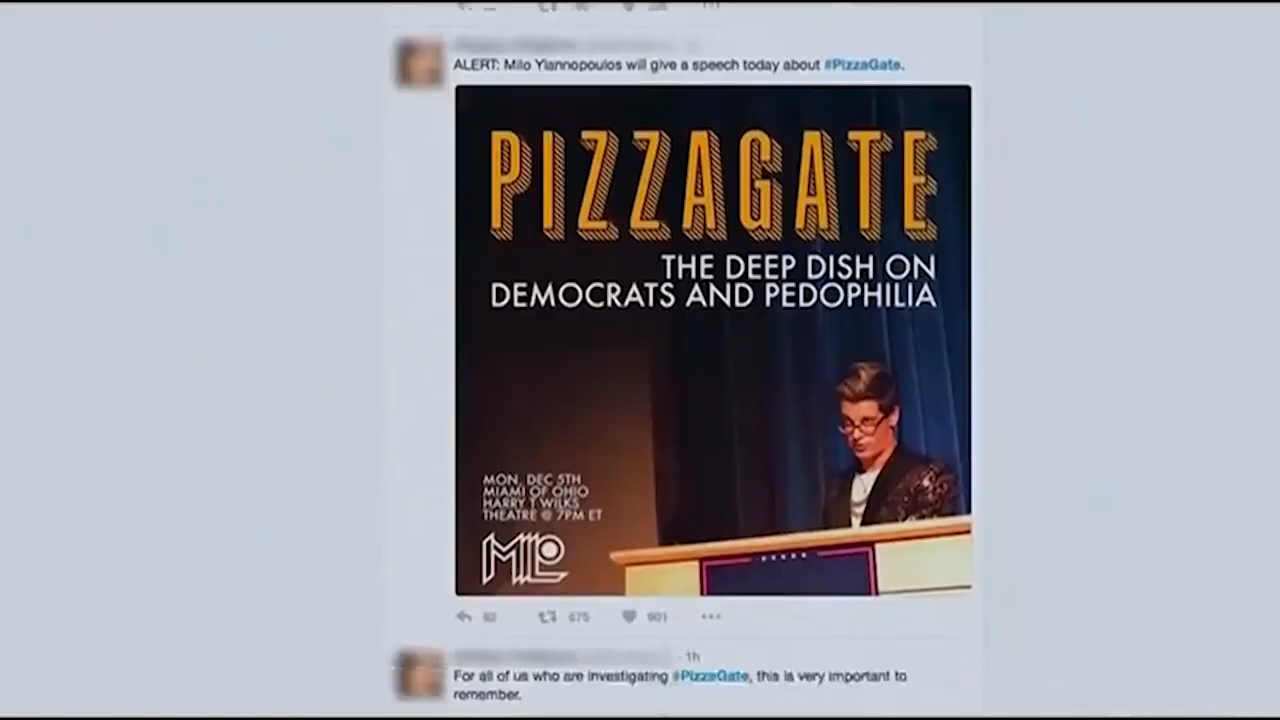 ALERT: Milo Yiannopoulos will give a speech today about #PizzaGate.
PIZZAGATE
THE DEEP DISH ON
DEMOCRATS AND PEDOPHILIA
MON, DEC 5TH
MIAMI OF OHIO
HARRY T WILKS
THEATRE @ 7PM ET
MILO
675
901
1h
For all of us who are investigating #PizzaGate, this is very important to
remember.